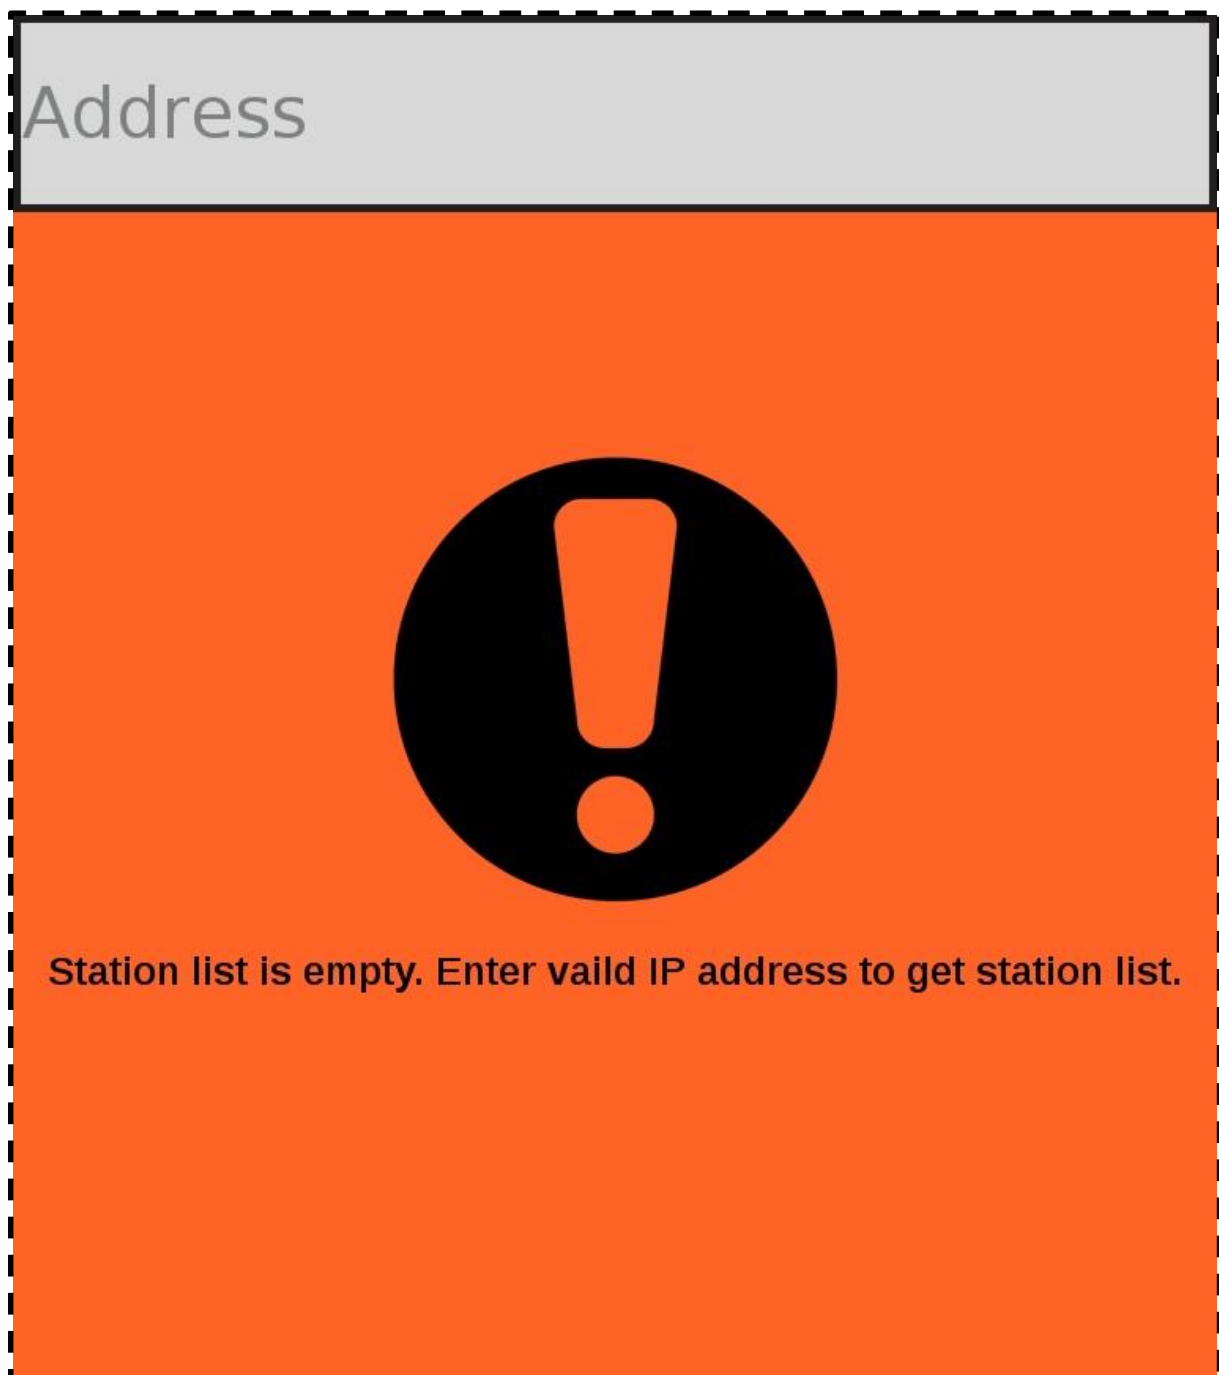 Address
Station list is empty. Enter vaild IP address to get station list.